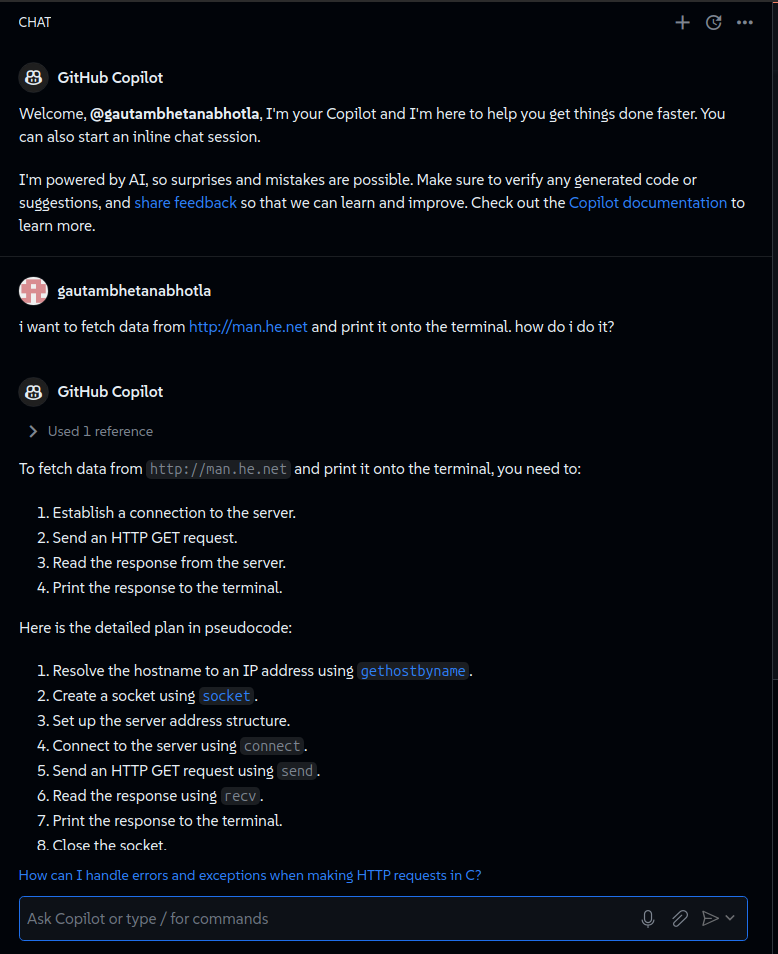 CHAT
GitHub Copilot
Welcome, @gautambhetanabhotla, I'm your Copilot and I'm here to help you get things done faster. You
can also start an inline chat session.
I'm powered by AI, so surprises and mistakes are possible. Make sure to verify any generated code or
suggestions, and share feedback so that we can learn and improve. Check out the Copilot documentation to
learn more.
gautambhetanabhotla
i want to fetch data from http://man.he.net and print it onto the terminal. how do i do it?
GitHub Copilot
Used 1 reference
To fetch data from http://man.he.net and print it onto the terminal, you need to:
1. Establish a connection to the server.
2. Send an HTTP GET request.
3. Read the response from the server.
4. Print the response to the terminal.
Here is the detailed plan in pseudocode:
1. Resolve the hostname to an IP address using gethostbyname.
2. Create a socket using socket.
3. Set up the server address structure.
4. Connect to the server using connect.
5. Send an HTTP GET request using send.
6. Read the response using recv.
7. Print the response to the terminal.
8. Close the socket.
How can I handle errors and exceptions when making HTTP requests in C?
Ask Copilot or type / for commands